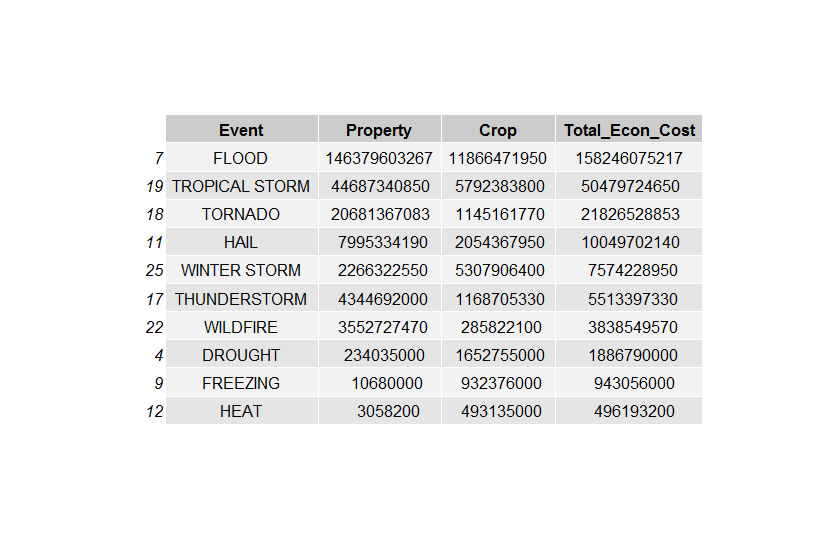 Event Property Crop Total_Econ_Cost
7 FLOOD 146379603267 11866471950 158246075217
19 TROPICAL STORM 44687340850 5792383800 50479724650
18 TORNADO 20681367083 1145161770 21826528853
11 HAIL 7995334190 2054367950 10049702140
25 WINTER STORM 2266322550 5307906400 7574228950
17 THUNDERSTORM 4344692000 1168705330 5513397330
22 WILDFIRE 3552727470 285822100 3838549570
4 DROUGHT 234035000 1652755000 1886790000
9 FREEZING 10680000 932376000 943056000
12 HEAT 3058200 493135000 496193200